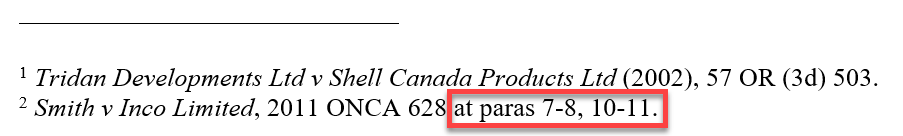 1 Tridan Developments Ltd v Shell Canada Products Ltd (2002), 57 OR (3d) 503.
2 Smith v Inco Limited, 2011 ONCA 628 at paras 7-8, 10-11.